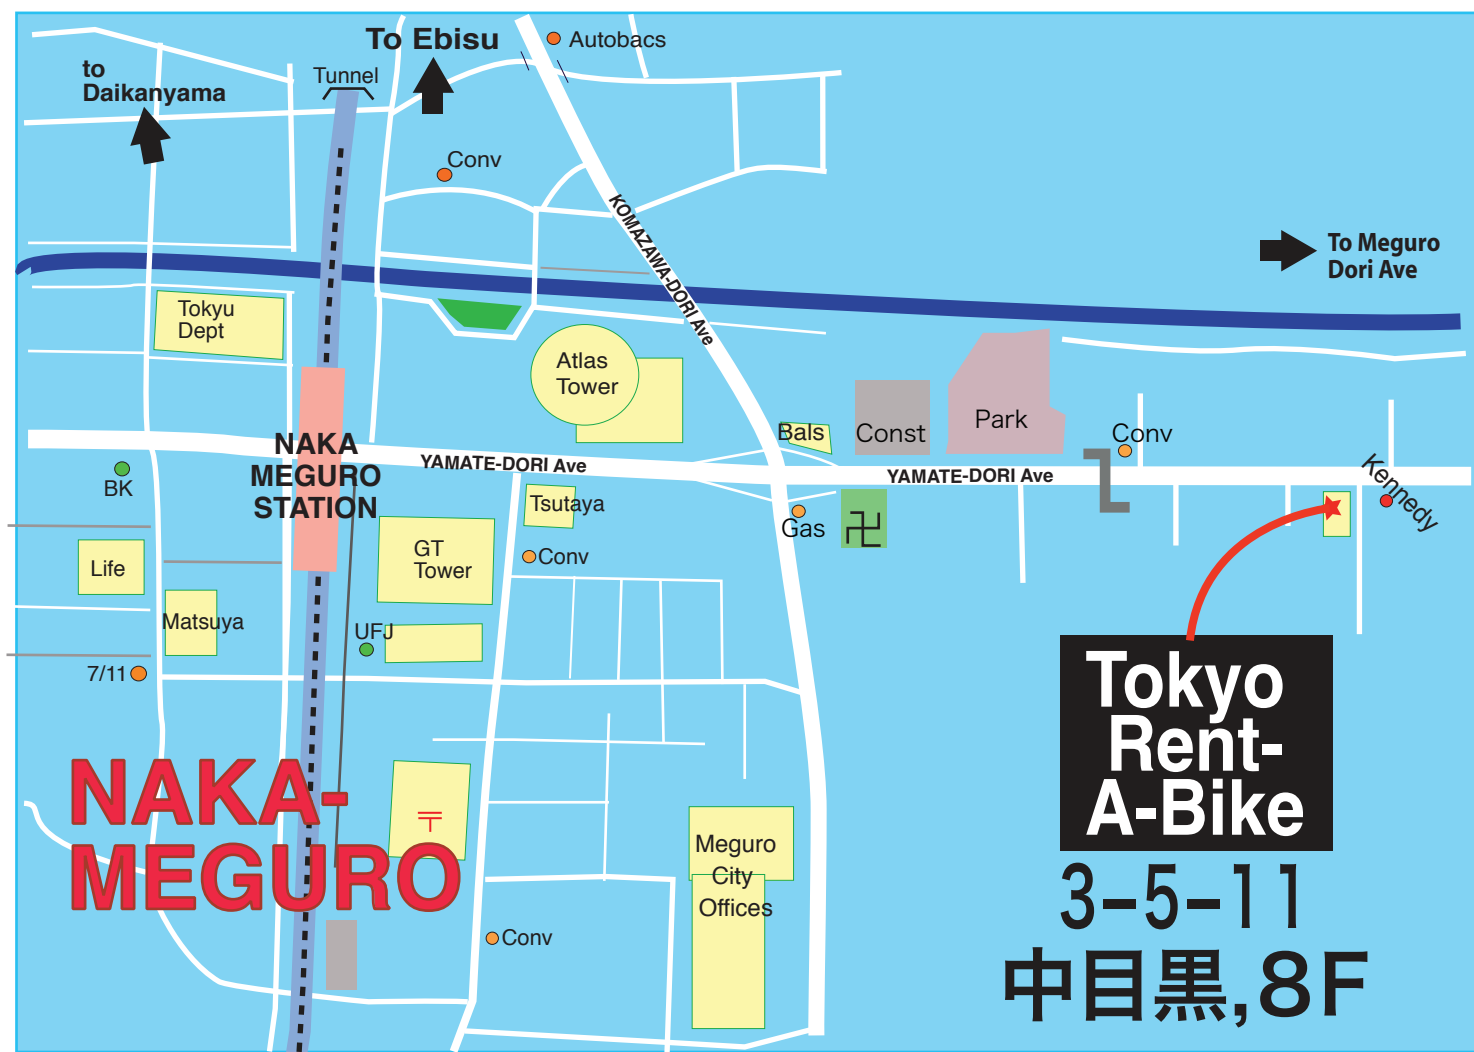 To Ebisu
Autobacs
to
Daikanyama
Tunnel
Conv
KOMAZAWA-DORI Ave
To Meguro
Dori Ave
Tokyu
Dept
Atlas
Tower
Bals
Const
Park
Conv
NAKA
MEGURO
STATION
YAMATE-DORI Ave
YAMATE-DORI Ave
Kennedy
BK
Tsutaya
Gas
卍
GT
Tower
Conv
Life
Matsuya
UFJ
7/11
Tokyo
Rent-
A-Bike
NAKA-
MEGURO
〒
Meguro
City
Offices
3-5-11
Conv
中目黒,8F